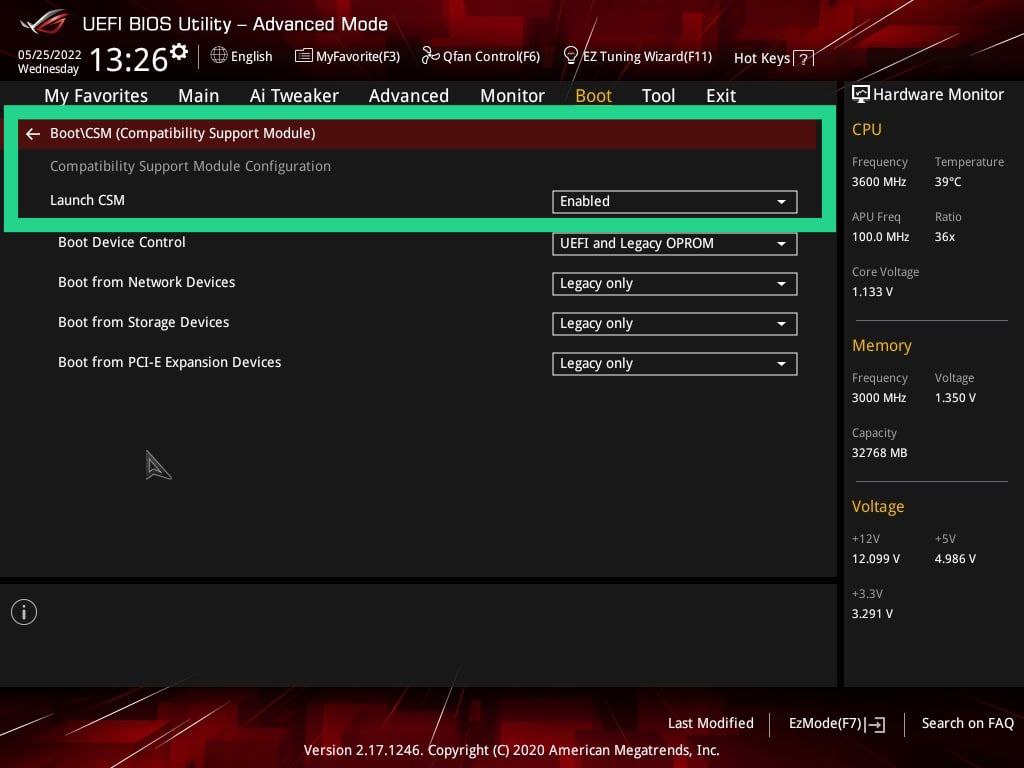 UEFI BIOS Utility – Advanced Mode
05/25/2022
Wednesday
13:26
English
MyFavorite(F3)
Qfan Control(F6)
EZ Tuning Wizard(F11)
Hot Keys ?
My Favorites Main Ai Tweaker Advanced Monitor Boot Tool Exit
Boot\CSM (Compatibility Support Module)
Compatibility Support Module Configuration
Launch CSM Enabled
Boot Device Control UEFI and Legacy OPROM
Boot from Network Devices Legacy only
Boot from Storage Devices Legacy only
Boot from PCI-E Expansion Devices Legacy only
Hardware Monitor
CPU
Frequency Temperature
3600 MHz 39°C
APU Freq Ratio
100.0 MHz 36x
Core Voltage
1.133 V
Memory
Frequency Voltage
3000 MHz 1.350 V
Capacity
32768 MB
Voltage
+12V +5V
12.099 V 4.986 V
+3.3V
3.291 V
Last Modified EzMode(F7) Search on FAQ
Version 2.17.1246. Copyright (C) 2020 American Megatrends, Inc.